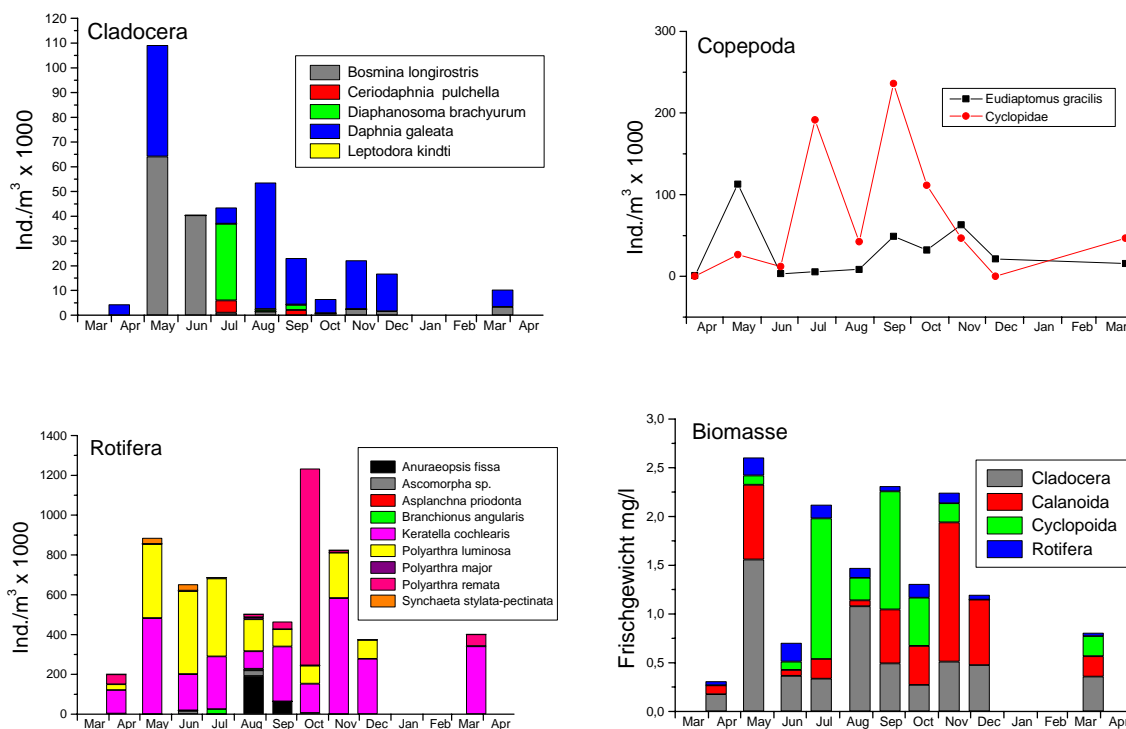 Cladocera
120
110
100
90
80
70
60
50
40
30
20
10
0
Ind./m³ x 1000
Bosmina longirostris
Ceriodaphnia pulchella
Diaphanosoma brachyurum
Daphnia galeata
Leptodora kindti
Mar Apr May Jun Jul Aug Sep Oct Nov Dec Jan Feb Mar Apr
Copepoda
300
200
100
0
Ind./m³ x 1000
Eudiaptomus gracilis
Cyclopidae
Apr May Jun Jul Aug Sep Oct Nov Dec Jan Feb Mar
Rotifera
1400
1200
1000
800
600
400
200
0
Ind./m³ x 1000
Anuraeopsis fissa
Ascomorpha sp.
Asplanchna priodonta
Branchionus angularis
Keratella cochlearis
Polyarthra luminosa
Polyarthra major
Polyarthra remata
Synchaeta stylata-pectinata
Mar Apr May Jun Jul Aug Sep Oct Nov Dec Jan Feb Mar Apr
Biomasse
3,0
2,5
2,0
1,5
1,0
0,5
0,0
Frischgewicht mg/l
Cladocera
Calanoida
Cyclopoida
Rotifera
Mar Apr May Jun Jul Aug Sep Oct Nov Dec Jan Feb Mar Apr